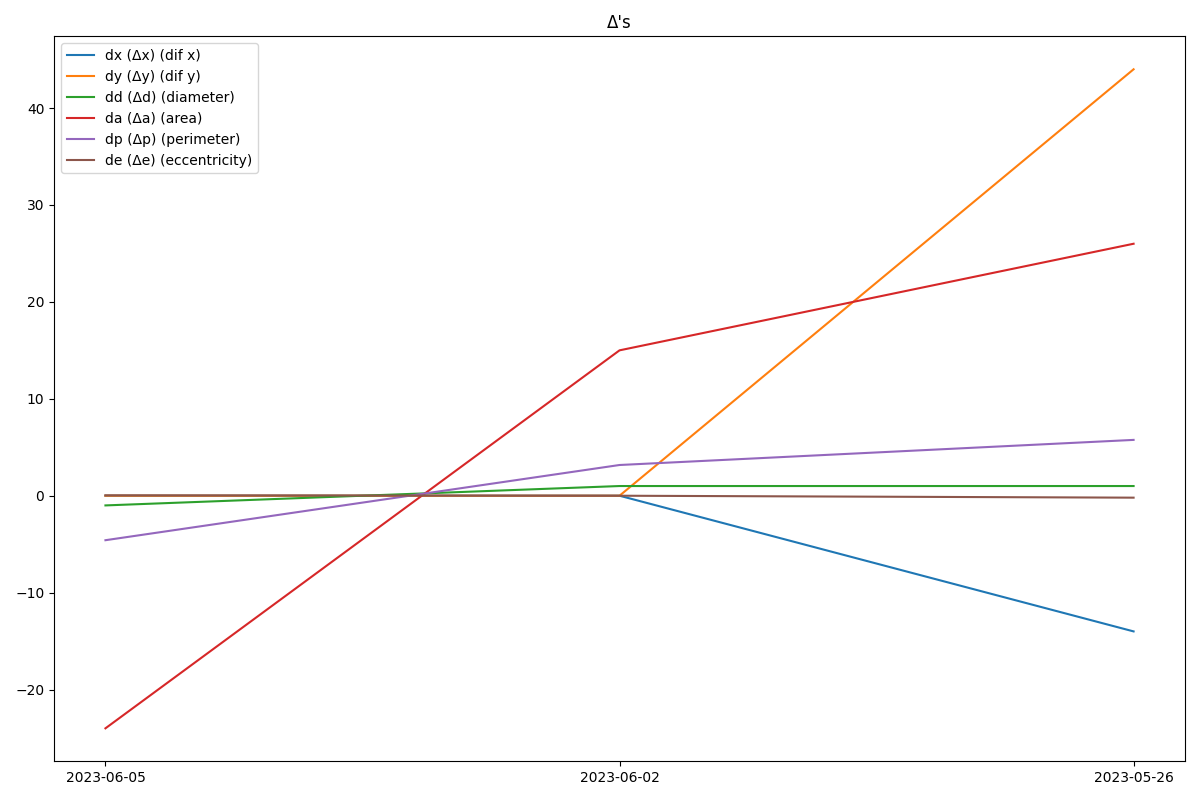 Δ's
dx (Δx) (dif x)
dy (Δy) (dif y)
dd (Δd) (diameter)
da (Δa) (area)
dp (Δp) (perimeter)
de (Δe) (eccentricity)
40
30
20
10
0
−10
−20
2023-06-05 2023-06-02 2023-05-26